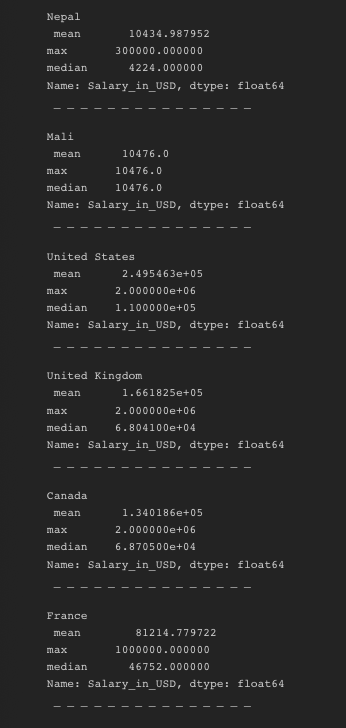 Nepal
mean 10434.987952
max 300000.000000
median 4224.000000
Name: Salary_in_USD, dtype: float64
_ _ _ _ _ _ _ _ _ _ _ _ _ _ _
Mali
mean 10476.0
max 10476.0
median 10476.0
Name: Salary_in_USD, dtype: float64
_ _ _ _ _ _ _ _ _ _ _ _ _ _ _
United States
mean 2.495463e+05
max 2.000000e+06
median 1.100000e+05
Name: Salary_in_USD, dtype: float64
_ _ _ _ _ _ _ _ _ _ _ _ _ _ _
United Kingdom
mean 1.661825e+05
max 2.000000e+06
median 6.804100e+04
Name: Salary_in_USD, dtype: float64
_ _ _ _ _ _ _ _ _ _ _ _ _ _ _
Canada
mean 1.340186e+05
max 2.000000e+06
median 6.870500e+04
Name: Salary_in_USD, dtype: float64
_ _ _ _ _ _ _ _ _ _ _ _ _ _ _
France
mean 81214.779722
max 1000000.000000
median 46752.000000
Name: Salary_in_USD, dtype: float64
_ _ _ _ _ _ _ _ _ _ _ _ _ _ _